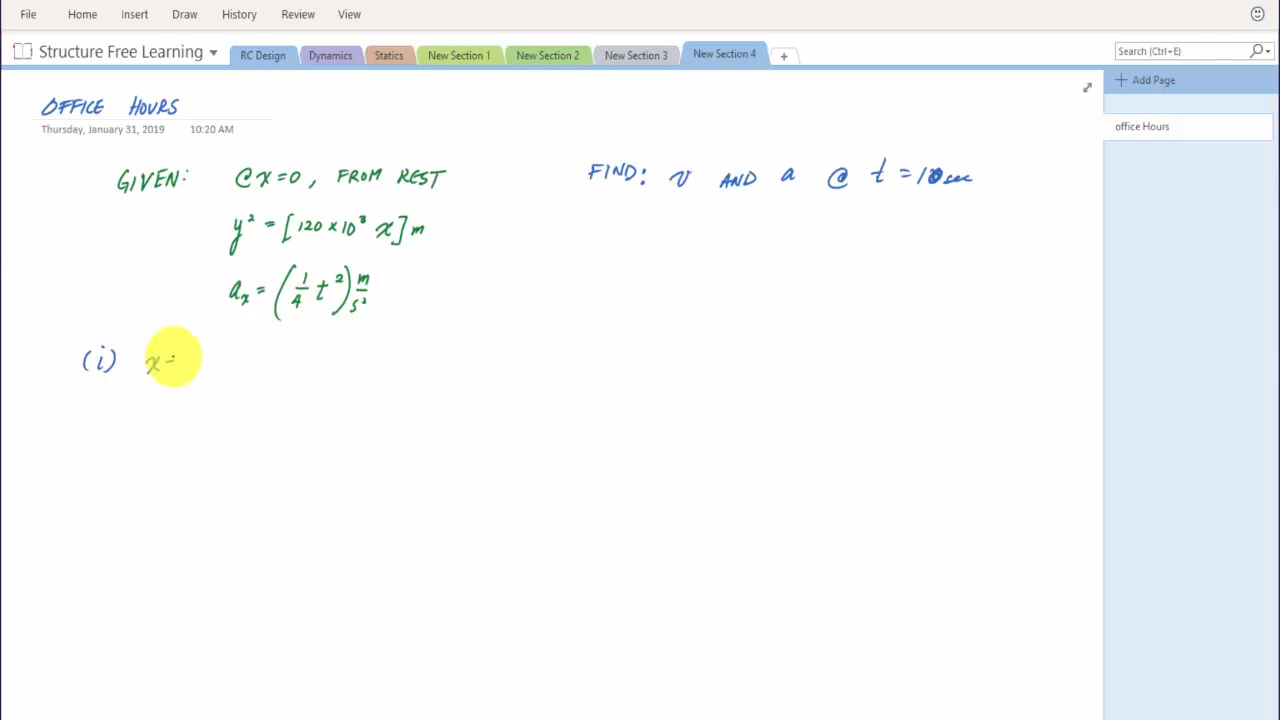 File Home Insert Draw History Review View
Structure Free Learning RC Design Dynamics Statics New Section 1 New Section 2 New Section 3 New Section 4 + Search (Ctrl+E)
+ Add Page
office Hours
OFFICE HOURS
Thursday, January 31, 2019 10:20 AM
GIVEN: @ x=0, FROM REST
FIND: v AND a @ t = 10 sec
y² = [120 × 10³ x] m
aₓ = (1/4 t²) m/s²
(i) x -